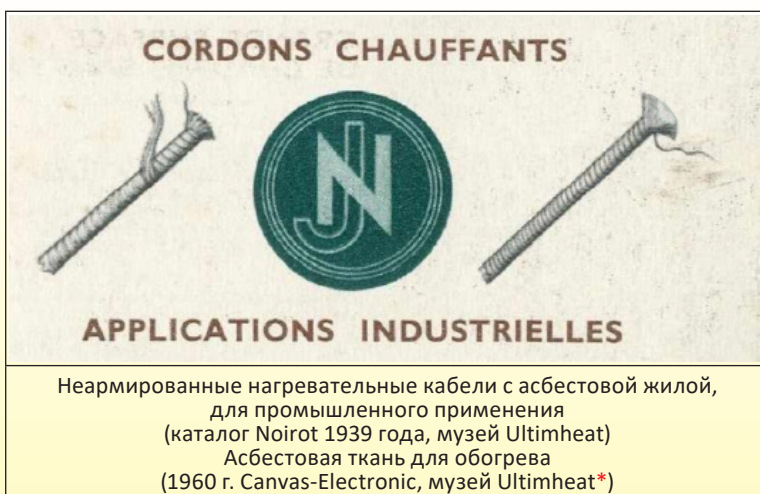 CORDONS CHAUFFANTS
JN
APPLICATIONS INDUSTRIELLES
Неармированные нагревательные кабели с асбестовой жилой,
для промышленного применения
(каталог Noirot 1939 года, музей Ultimheat)
Асбестовая ткань для обогрева
(1960 г. Canvas-Electronic, музей Ultimheat*)